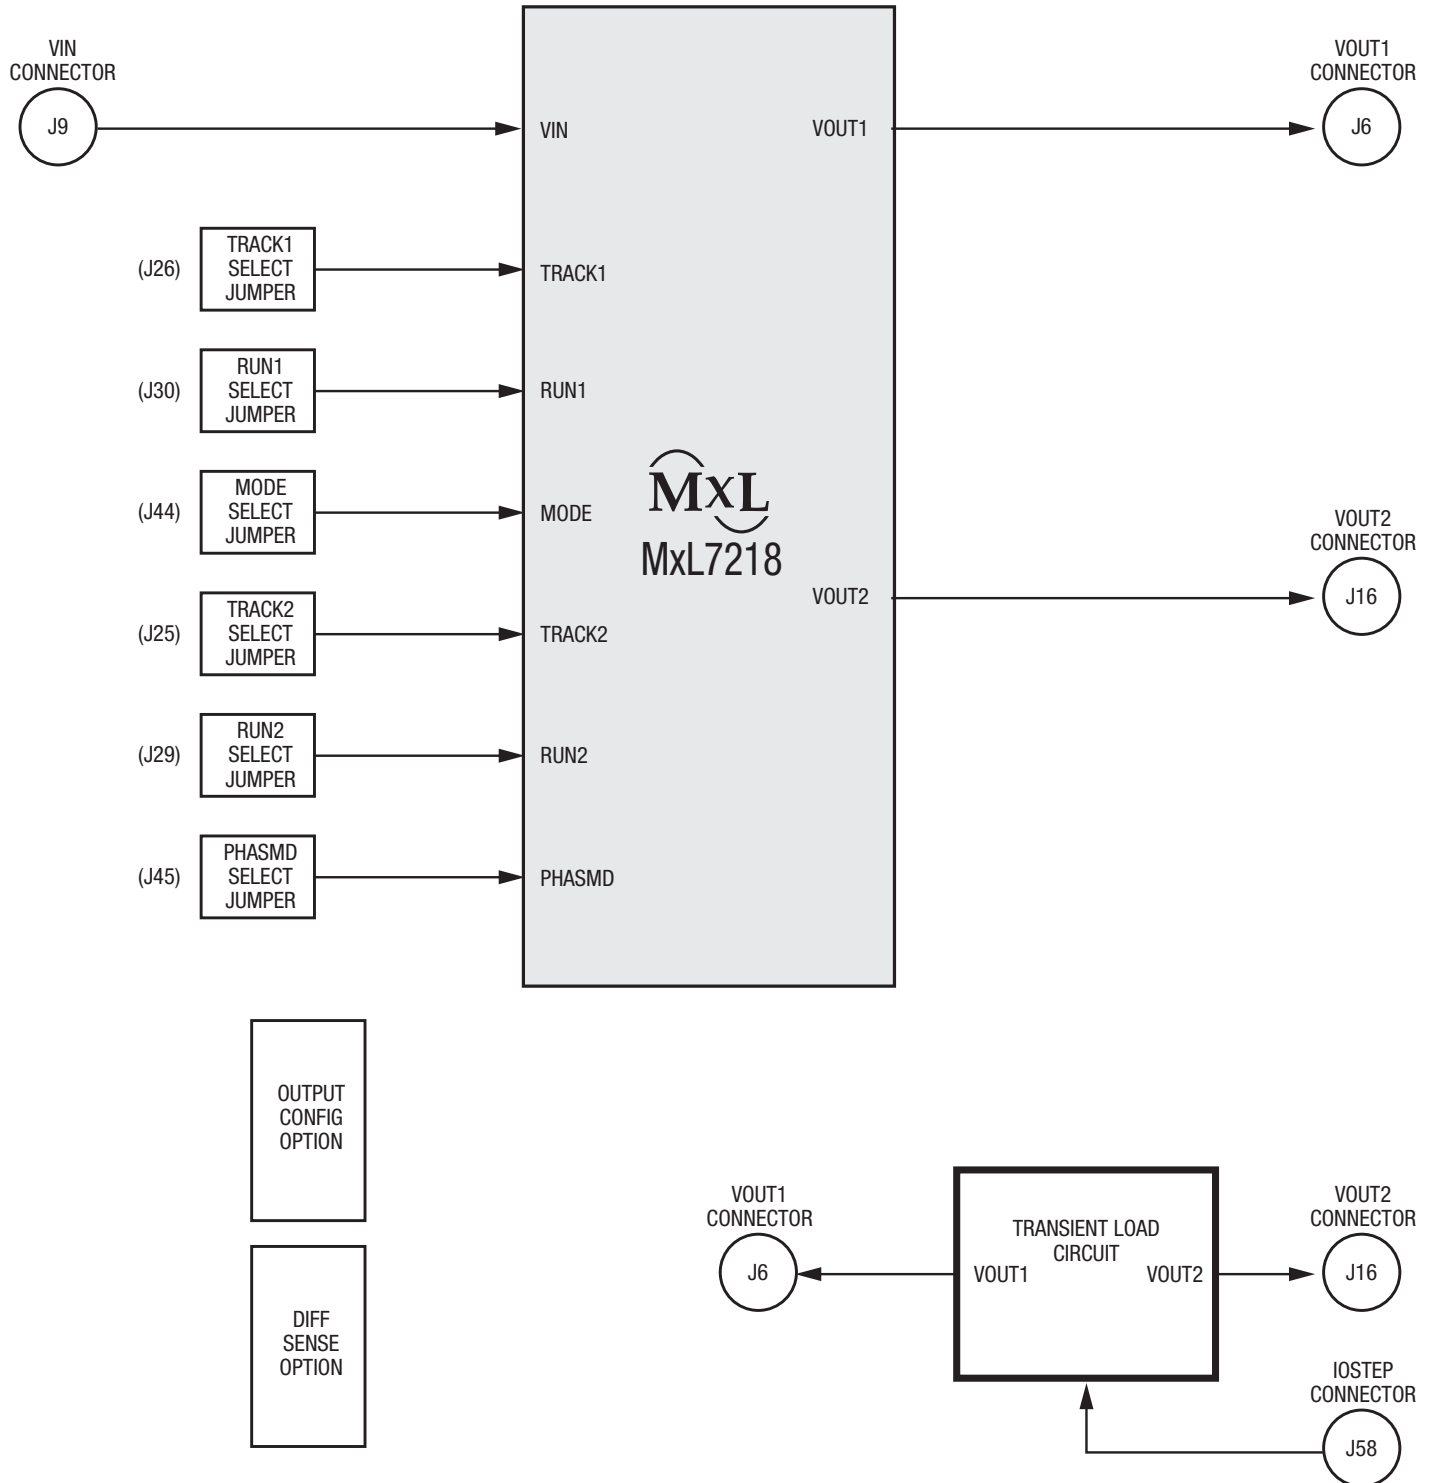 VIN
CONNECTOR
J9
VIN
VOUT1
VOUT1
CONNECTOR
J6
(J26)
TRACK1
SELECT
JUMPER
TRACK1
(J30)
RUN1
SELECT
JUMPER
RUN1
(J44)
MODE
SELECT
JUMPER
MODE
MXL
MxL7218
VOUT2
CONNECTOR
J16
VOUT2
(J25)
TRACK2
SELECT
JUMPER
TRACK2
(J29)
RUN2
SELECT
JUMPER
RUN2
(J45)
PHASMD
SELECT
JUMPER
PHASMD
OUTPUT
CONFIG
OPTION
DIFF
SENSE
OPTION
VOUT1
CONNECTOR
J6
TRANSIENT LOAD
CIRCUIT
VOUT1
VOUT2
VOUT2
CONNECTOR
J16
IOSTEP
CONNECTOR
J58